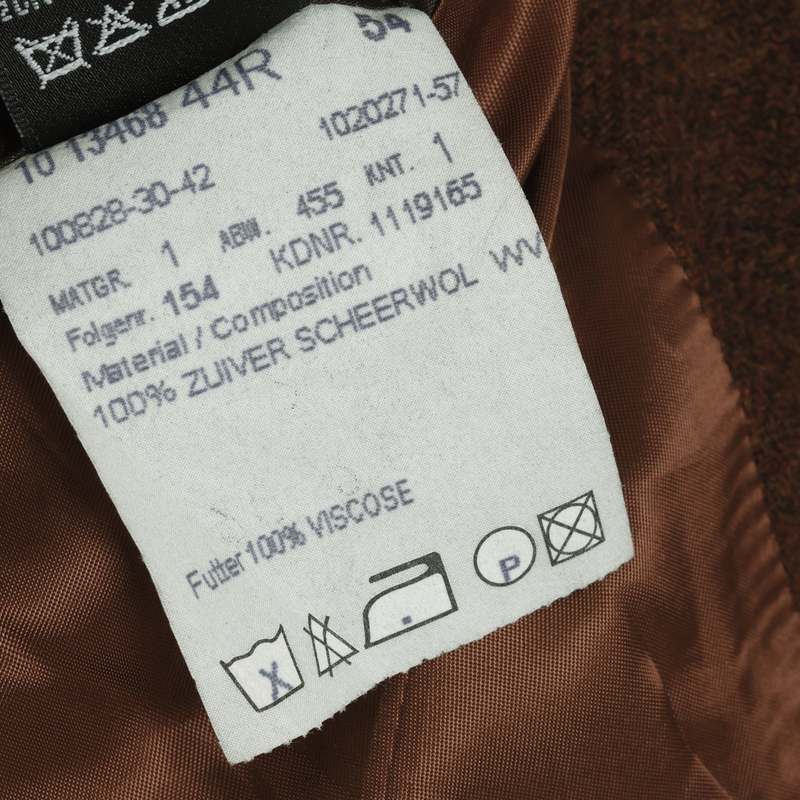 54
10 13468 44R
1020271-57
100828-30-42
MATGR. 1 ABW. 455 KNT. 1
Folgenr. 154 KDNR. 1119165
Material / Composition
100% ZUIVER SCHEERWOL WV
Futter 100% VISCOSE
X
P